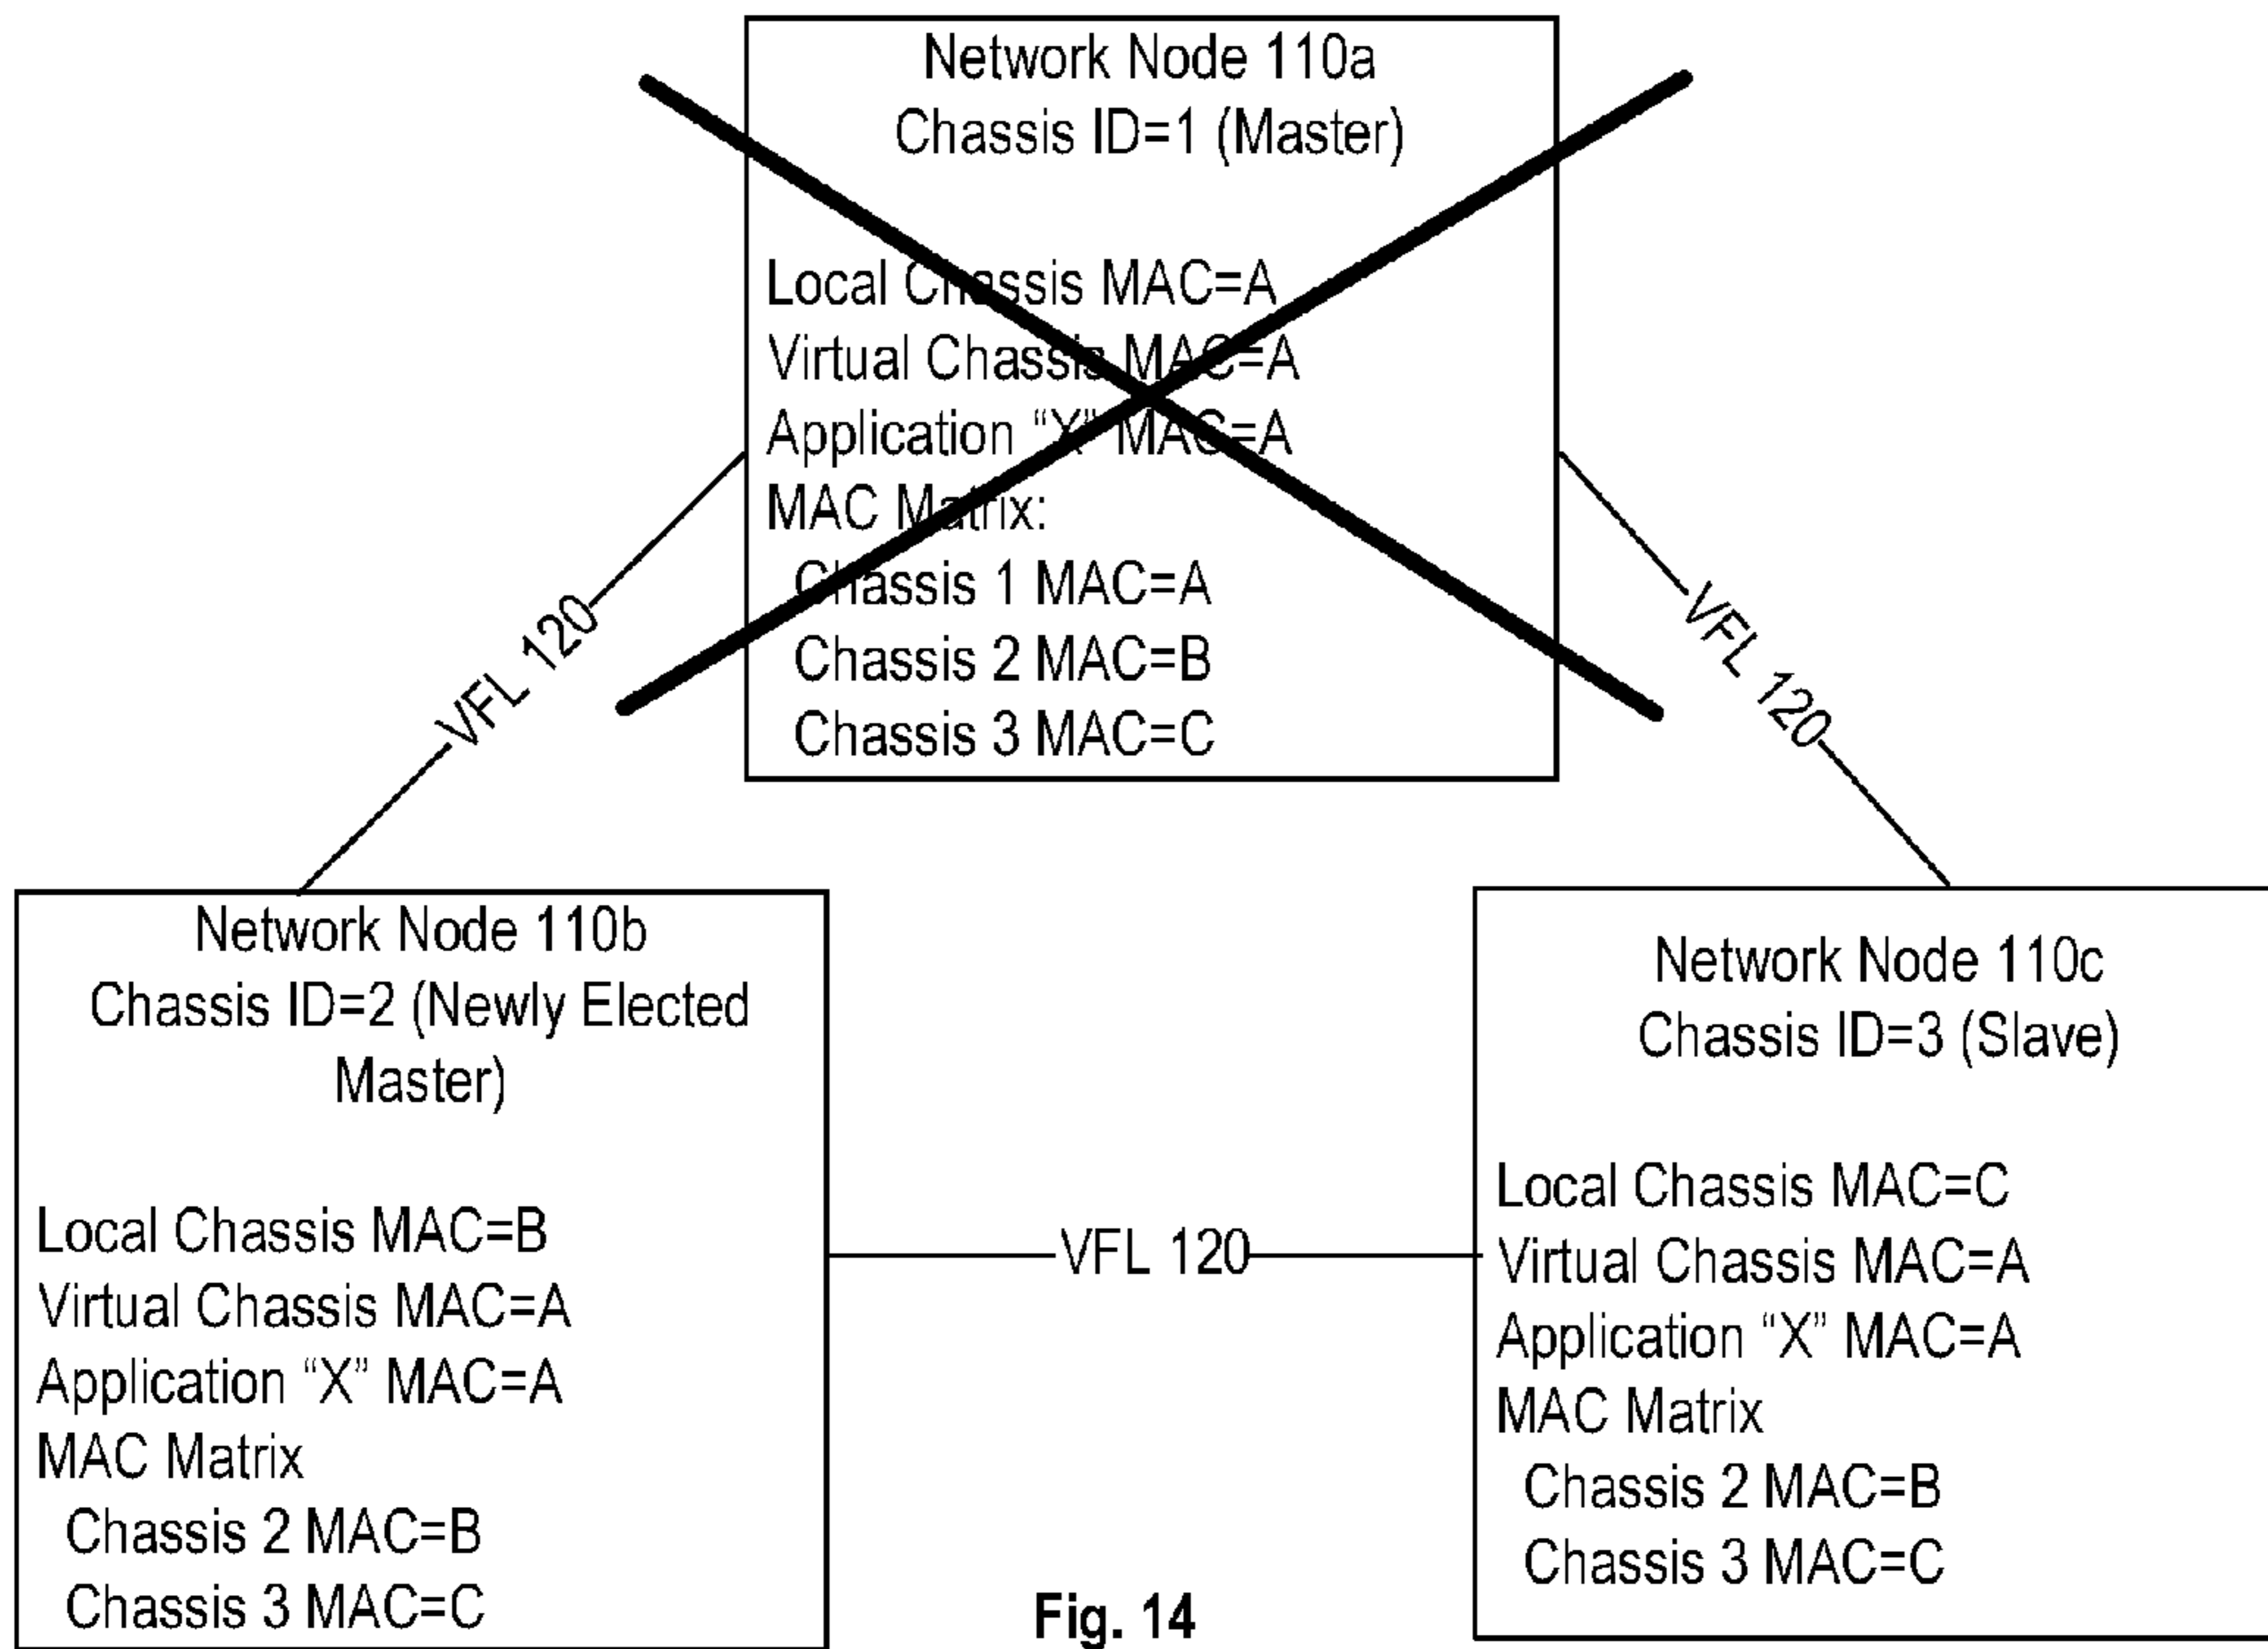 Network Node 110a
Chassis ID=1 (Master)
Local Chassis MAC=A
Virtual Chassis MAC=A
Application “X” MAC=A
MAC Matrix:
Chassis 1 MAC=A
Chassis 2 MAC=B
Chassis 3 MAC=C
VFL 120
VFL 120
Network Node 110b
Chassis ID=2 (Newly Elected
Master)
Local Chassis MAC=B
Virtual Chassis MAC=A
Application “X” MAC=A
MAC Matrix
Chassis 2 MAC=B
Chassis 3 MAC=C
VFL 120
Network Node 110c
Chassis ID=3 (Slave)
Local Chassis MAC=C
Virtual Chassis MAC=A
Application “X” MAC=A
MAC Matrix
Chassis 2 MAC=B
Chassis 3 MAC=C
Fig. 14